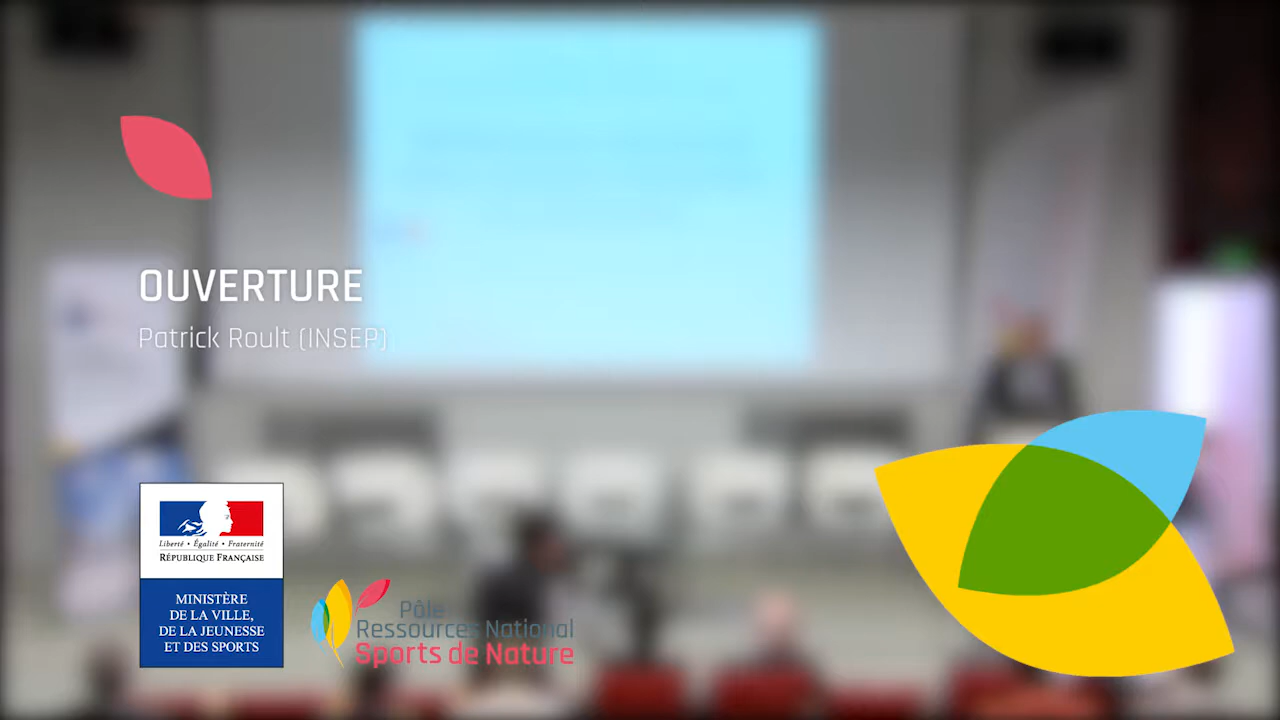 OUVERTURE
Patrick Roult (INSEP)
Liberté • Égalité • Fraternité
RÉPUBLIQUE FRANÇAISE
MINISTÈRE
DE LA VILLE,
DE LA JEUNESSE
ET DES SPORTS
Pôle
Ressources National
Sports de Nature